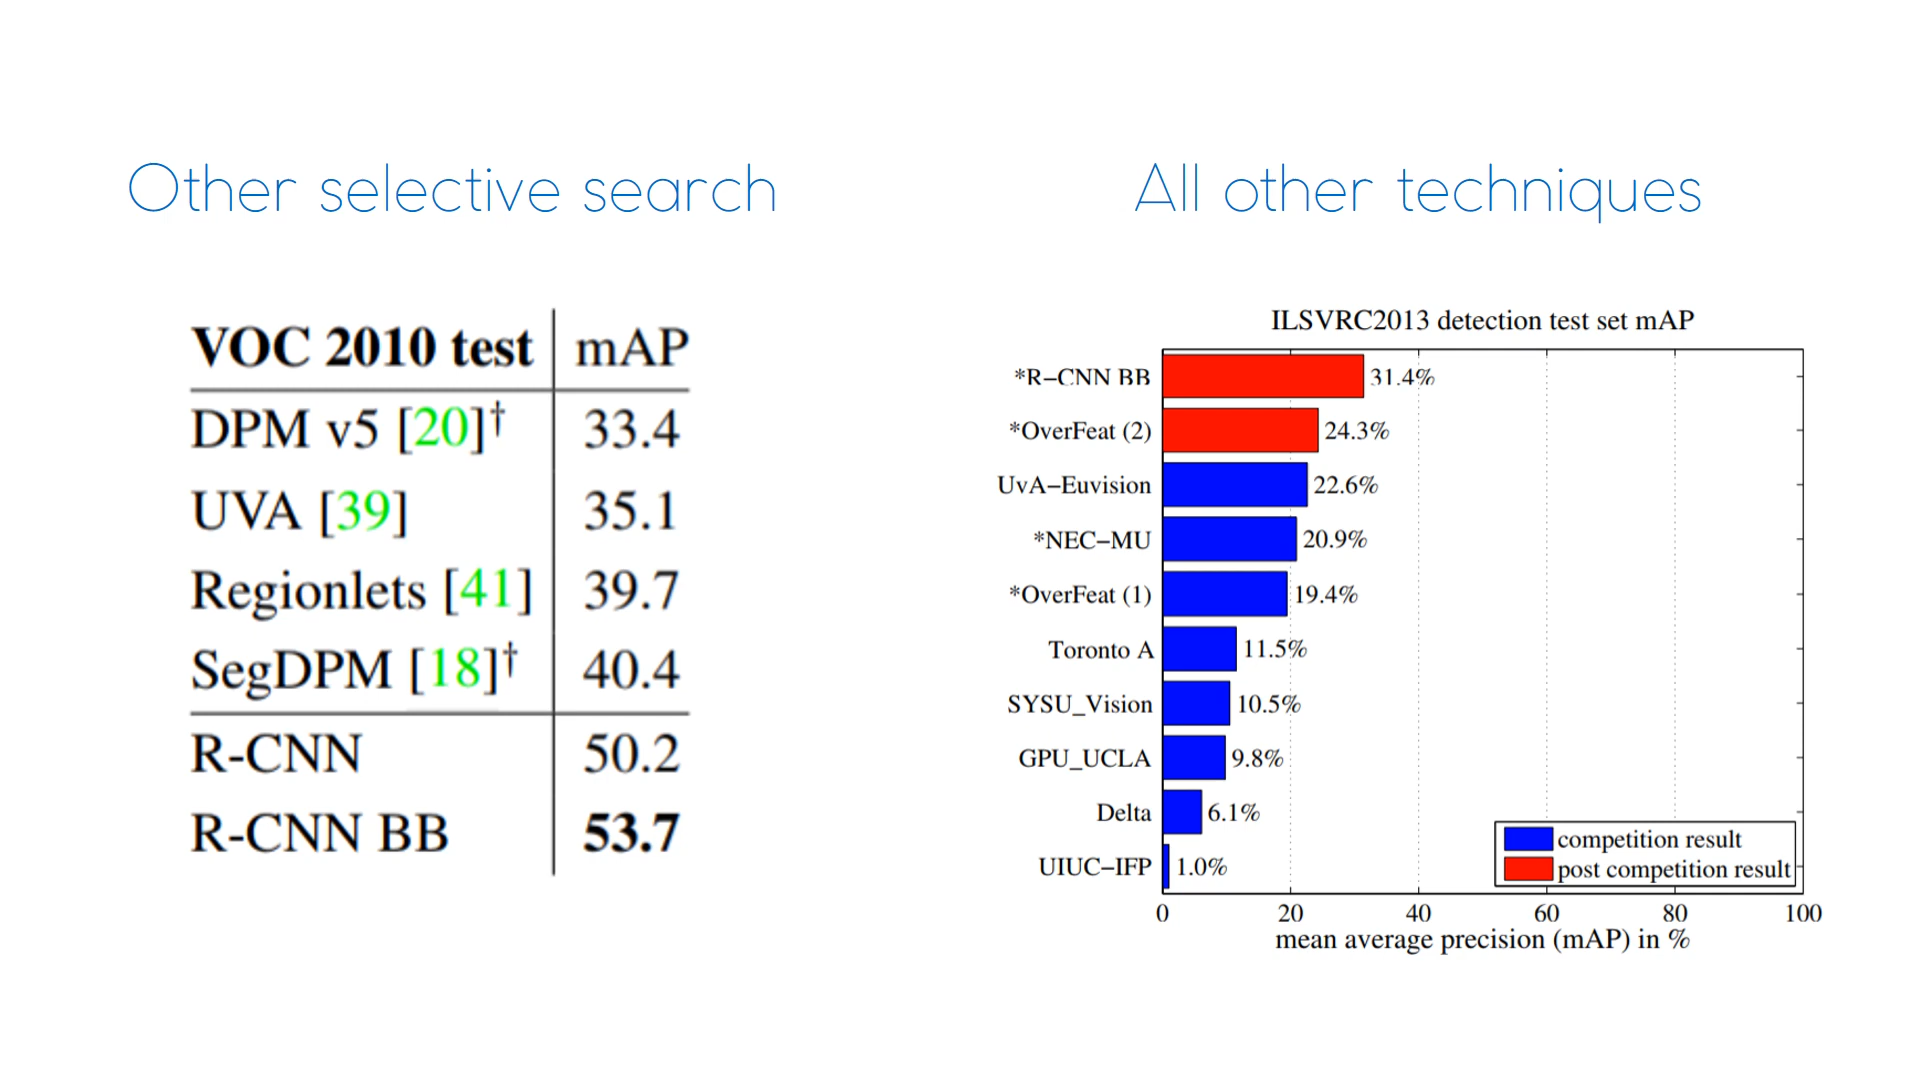 Other selective search
VOC 2010 test mAP
DPM v5 [20]† 33.4
UVA [39] 35.1
Regionlets [41] 39.7
SegDPM [18]† 40.4
R-CNN 50.2
R-CNN BB 53.7
All other techniques
ILSVRC2013 detection test set mAP
*R−CNN BB 31.4%
*OverFeat (2) 24.3%
UvA−Euvision 22.6%
*NEC−MU 20.9%
*OverFeat (1) 19.4%
Toronto A 11.5%
SYSU_Vision 10.5%
GPU_UCLA 9.8%
Delta 6.1%
UIUC−IFP 1.0%
competition result
post competition result
0 20 40 60 80 100
mean average precision (mAP) in %